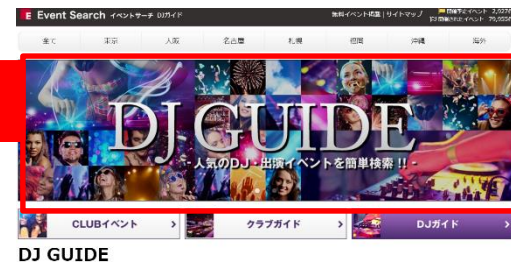 Event Search イベントサーチ DJガイド
無料イベント掲載 | サイトマップ
全て 東京 大阪 名古屋 札幌 福岡 沖縄 海外
DJ GUIDE
- 人気のDJ・出演イベントを簡単検索 !! -
CLUBイベント >
クラブガイド >
DJガイド >
DJ GUIDE